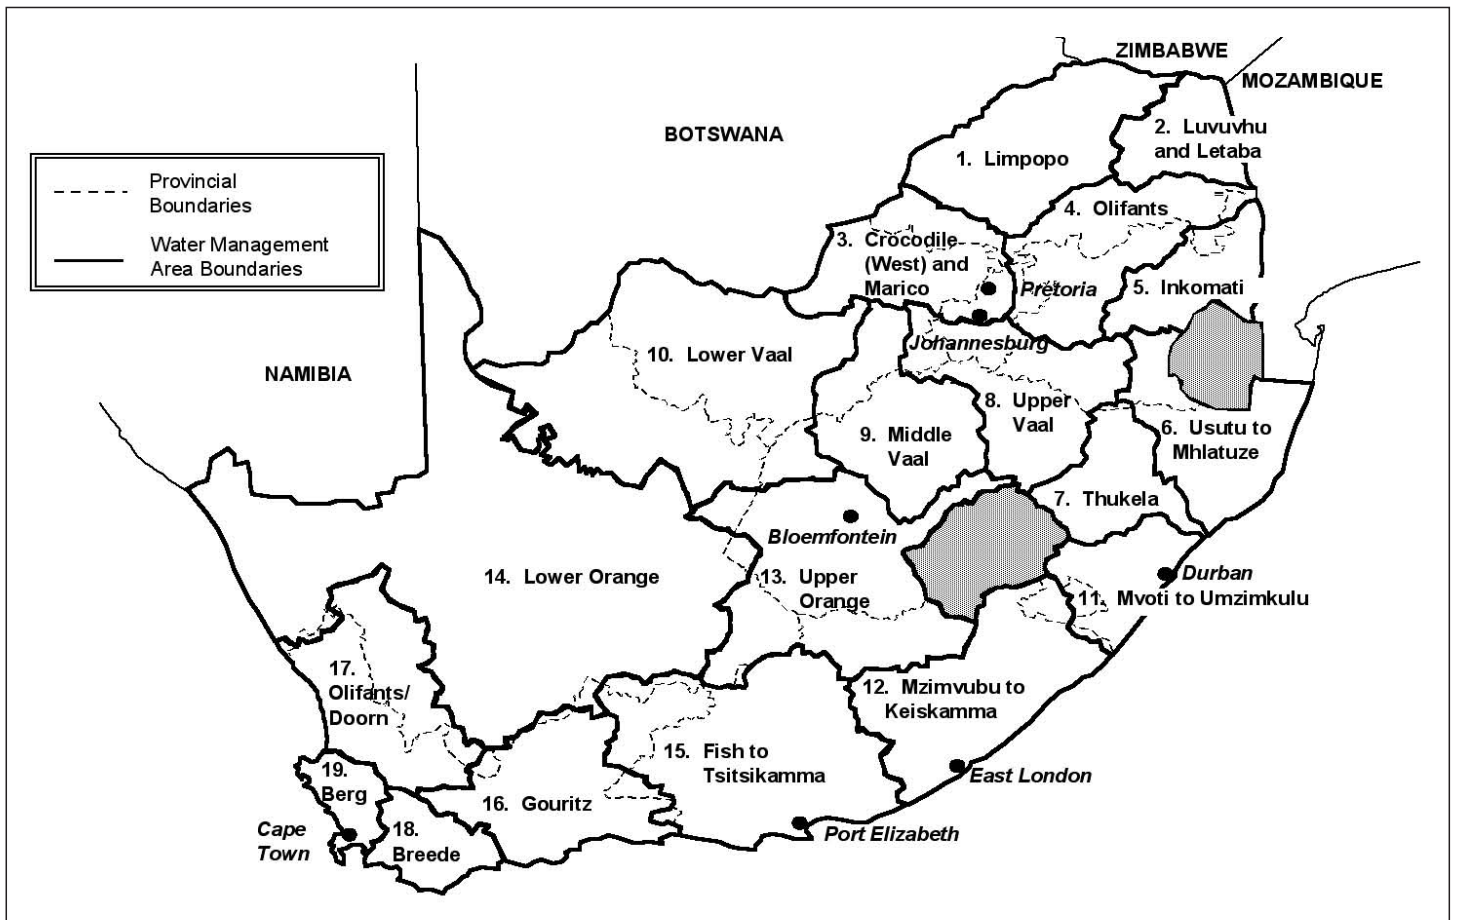 ZIMBABWE
MOZAMBIQUE
BOTSWANA
NAMIBIA
Provincial
Boundaries
Water Management
Area Boundaries
1. Limpopo
2. Luvuvhu
and Letaba
3. Crocodile
(West) and
Marico
4. Olifants
5. Inkomati
Pretoria
Johannesburg
10. Lower Vaal
8. Upper
Vaal
9. Middle
Vaal
6. Usutu to
Mhlatuze
7. Thukela
Bloemfontein
14. Lower Orange
13. Upper
Orange
Durban
11. Mvoti to Umzimkulu
17.
Olifants/
Doorn
12. Mzimvubu to
Keiskamma
15. Fish to
Tsitsikamma
East London
19.
Berg
16. Gouritz
Cape
Town
18.
Breede
Port Elizabeth